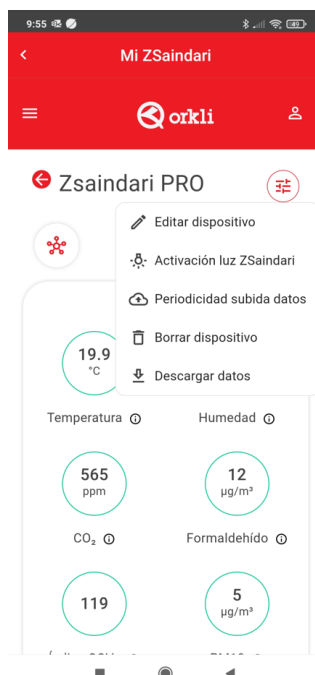 9:55
49
Mi ZSaindari
orkli
Zsaindari PRO
Editar dispositivo
Activación luz ZSaindari
Periodicidad subida datos
Borrar dispositivo
Descargar datos
19.9
°C
Temperatura
Humedad
565
ppm
12
µg/m³
CO₂
Formaldehído
119
5
µg/m³